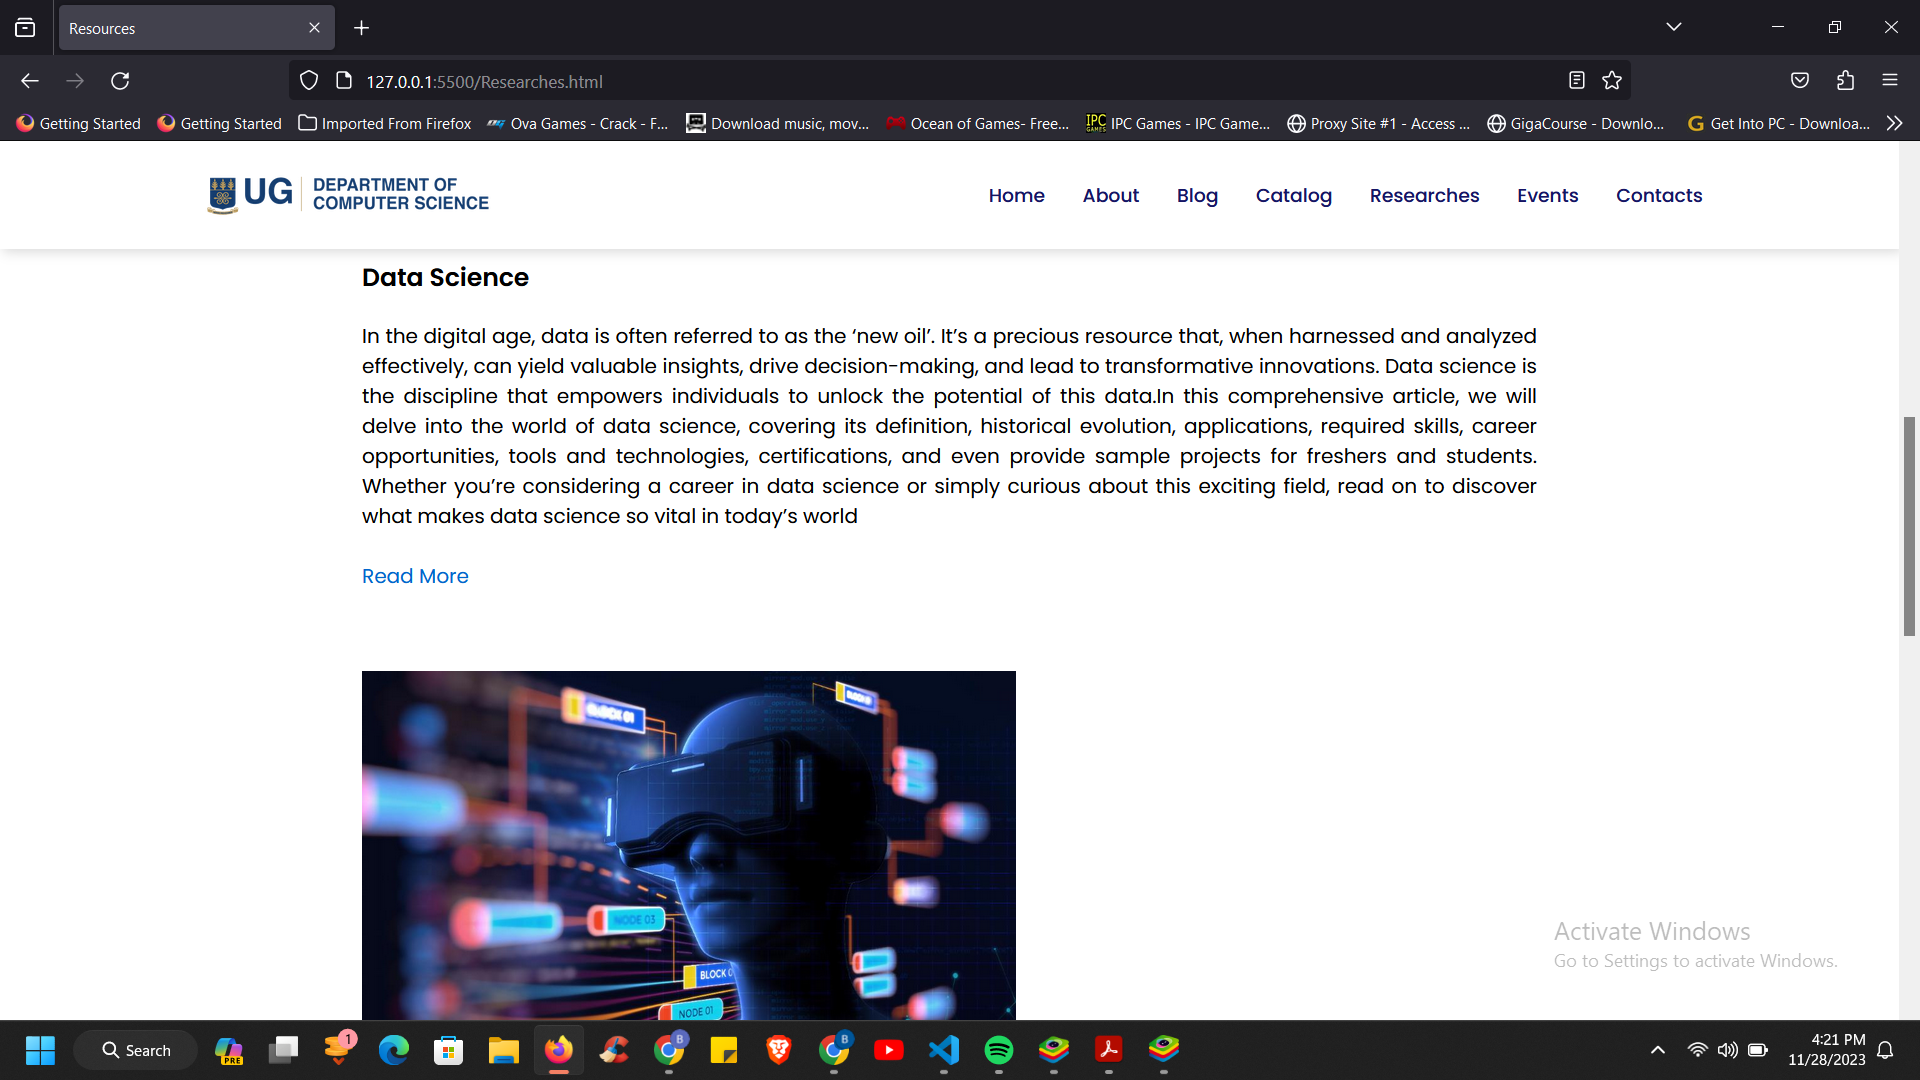 Resources
127.0.0.1:5500/Researches.html
Getting Started
Getting Started
Imported From Firefox
Ova Games - Crack - F...
Download music, mov...
Ocean of Games- Free...
IPC Games - IPC Game...
Proxy Site #1 - Access ...
GigaCourse - Downlo...
Get Into PC - Downloa...
UG
DEPARTMENT OF
COMPUTER SCIENCE
Home About Blog Catalog Researches Events Contacts
Data Science
In the digital age, data is often referred to as the ‘new oil’. It’s a precious resource that, when harnessed and analyzed
effectively, can yield valuable insights, drive decision-making, and lead to transformative innovations. Data science is
the discipline that empowers individuals to unlock the potential of this data.In this comprehensive article, we will
delve into the world of data science, covering its definition, historical evolution, applications, required skills, career
opportunities, tools and technologies, certifications, and even provide sample projects for freshers and students.
Whether you’re considering a career in data science or simply curious about this exciting field, read on to discover
what makes data science so vital in today’s world
Read More
BLOCK 01
NODE 03
BLOCK
NODE 01
Activate Windows
Go to Settings to activate Windows.
Search
PRE
1
B
B
4:21 PM
11/28/2023